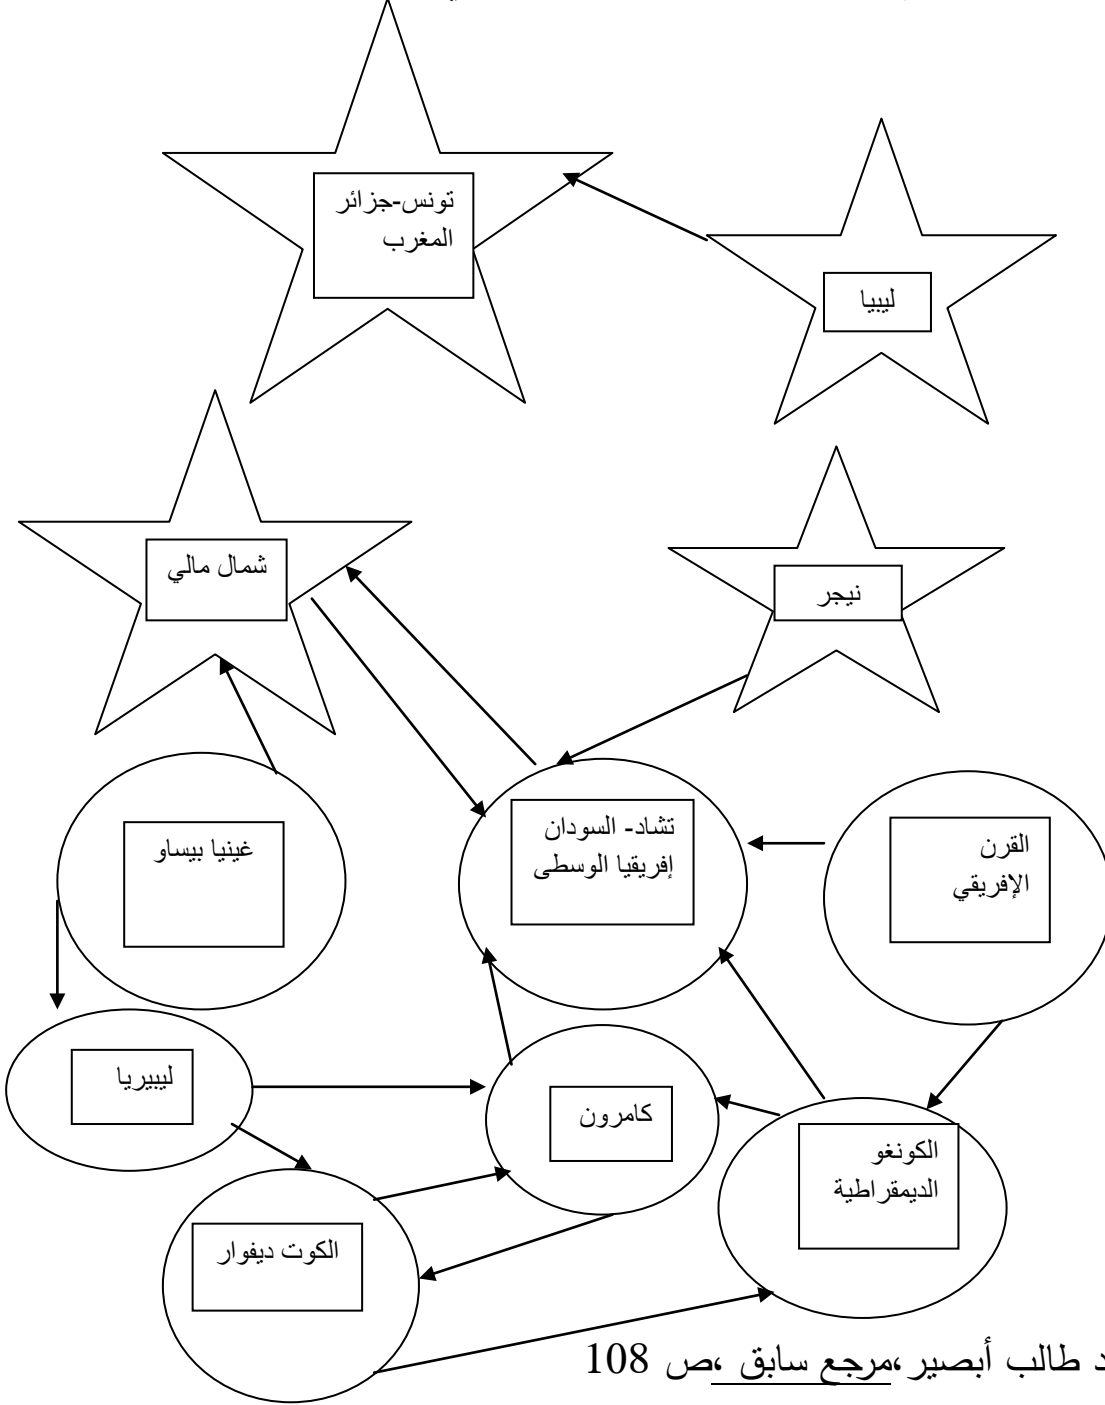 تونس-جزائر
المغرب
ليبيا
شمال مالي
نيجر
غينيا بيساو
تشاد- السودان
إفريقيا الوسطى
القرن
الإفريقي
ليبيريا
كامرون
الكونغو
الديمقراطية
الكوت ديفوار
طالب أبصير ،مرجع سابق ،ص 108